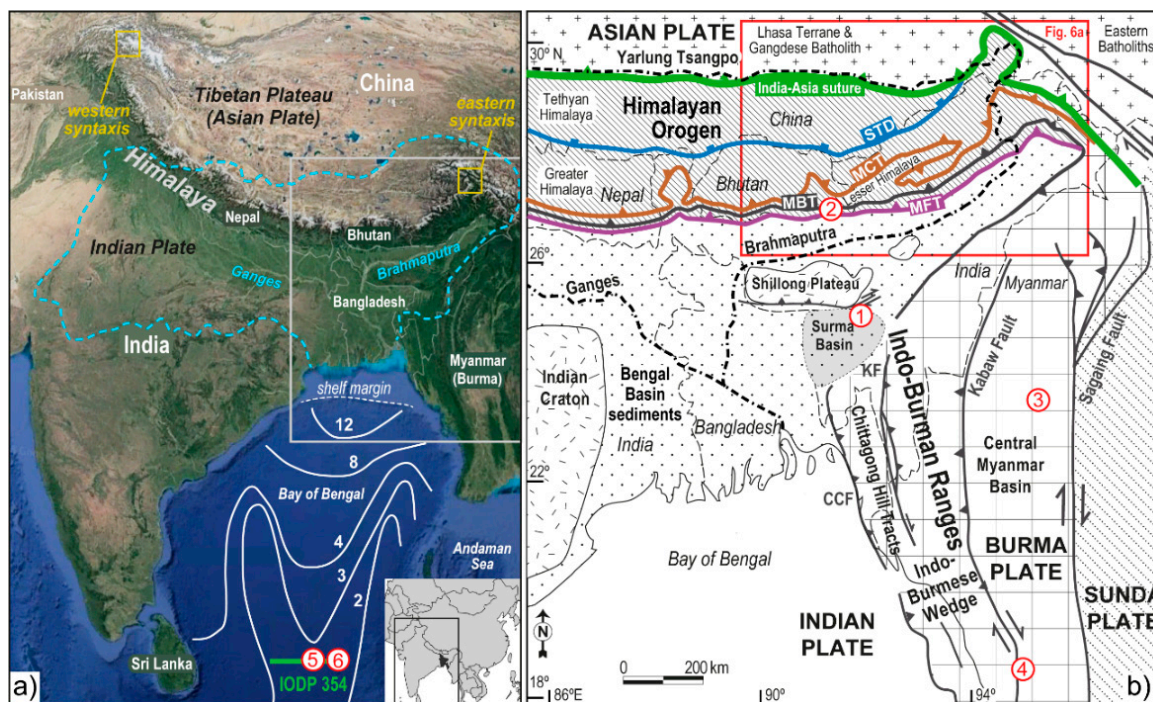 Pakistan
western
syntaxis
China
Tibetan Plateau
(Asian Plate)
eastern
syntaxis
Himalaya
Nepal
Bhutan
Indian Plate
Ganges
Brahmaputra
Bangladesh
India
Myanmar
(Burma)
shelf margin
12
8
Bay of Bengal
4
3
2
Andaman
Sea
Sri Lanka
5
6
IODP 354
a)
ASIAN PLATE
Lhasa Terrane &
Gangdese Batholith
Fig. 6a
Eastern
Batholiths
30° N
Yarlung Tsangpo
India-Asia suture
Tethyan
Himalaya
Himalayan
Orogen
China
STD
MCT
Greater
Himalaya
Nepal
Bhutan
MBT
esser Himalaya
2
MFT
Brahmaputra
26
Shillong Plateau
India
Myanmar
Ganges
1
Surma
Basin
KF
Indo-Burman Ranges
Kabaw Fault
Sagaing Fault
Indian
Craton
Bengal
Basin
sediments
India
Bangladesh
3
Central
Myanmar
Basin
22
CCF
Chittagong Hill Tracts
Bay of Bengal
BURMA
PLATE
Indo-
Burmese
Wedge
SUNDA
PLATE
INDIAN
PLATE
N
0
200 km
4
18
86°E
90
94
b)